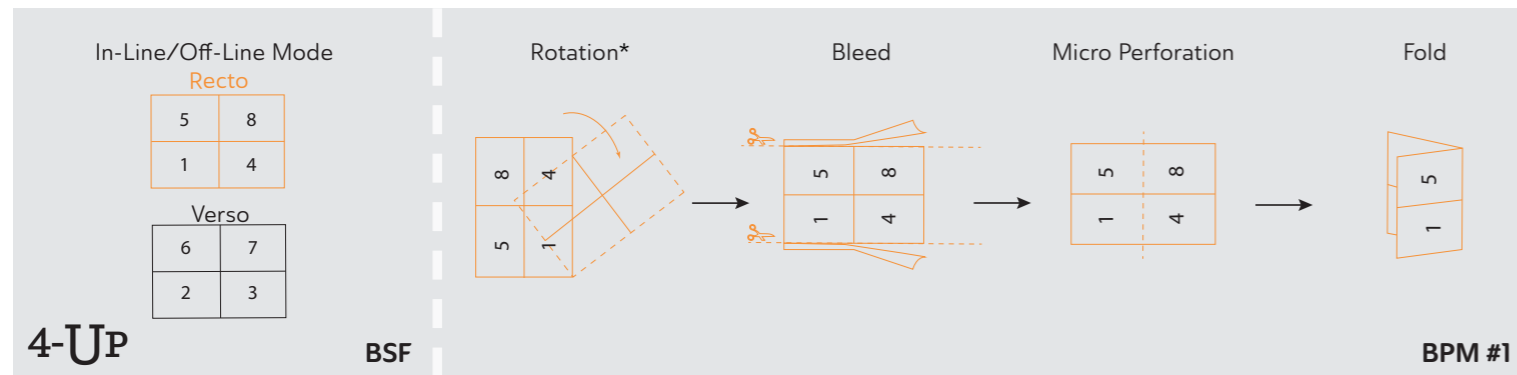 In-Line/Off-Line Mode
Recto
5 8
1 4
Verso
6 7
2 3
4-UP
BSF
Rotation*
8 4
5 1
Bleed
5 8
1 4
Micro Perforation
5 8
1 4
Fold
5
1
BPM #1